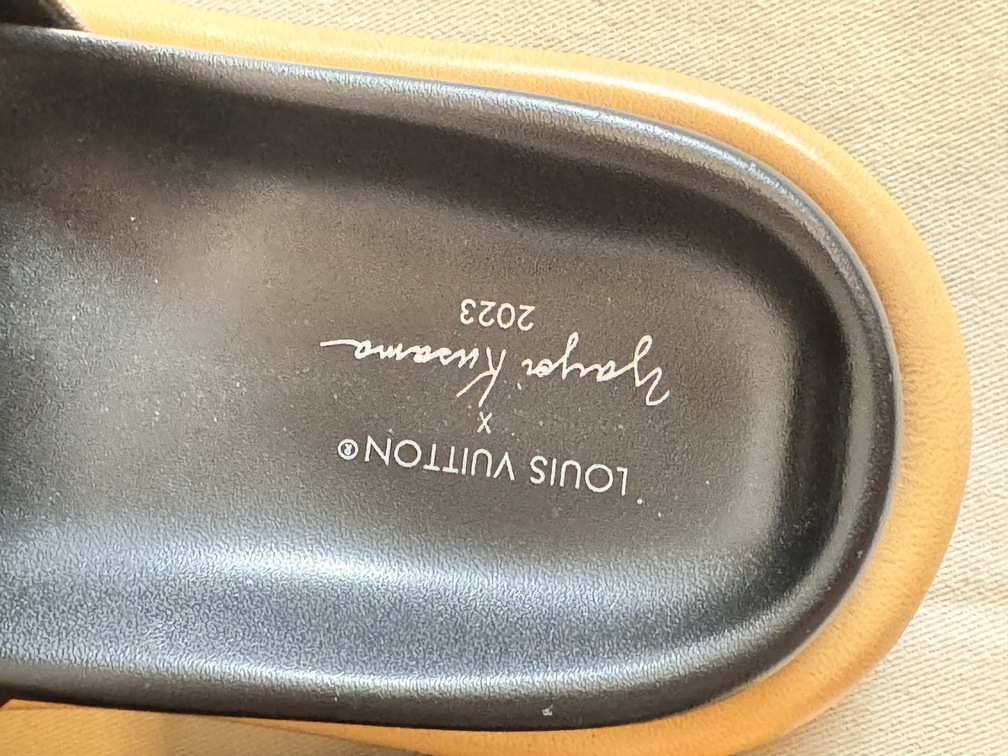 LOUIS VUITTON®
x
Yayoi Kusama
2023